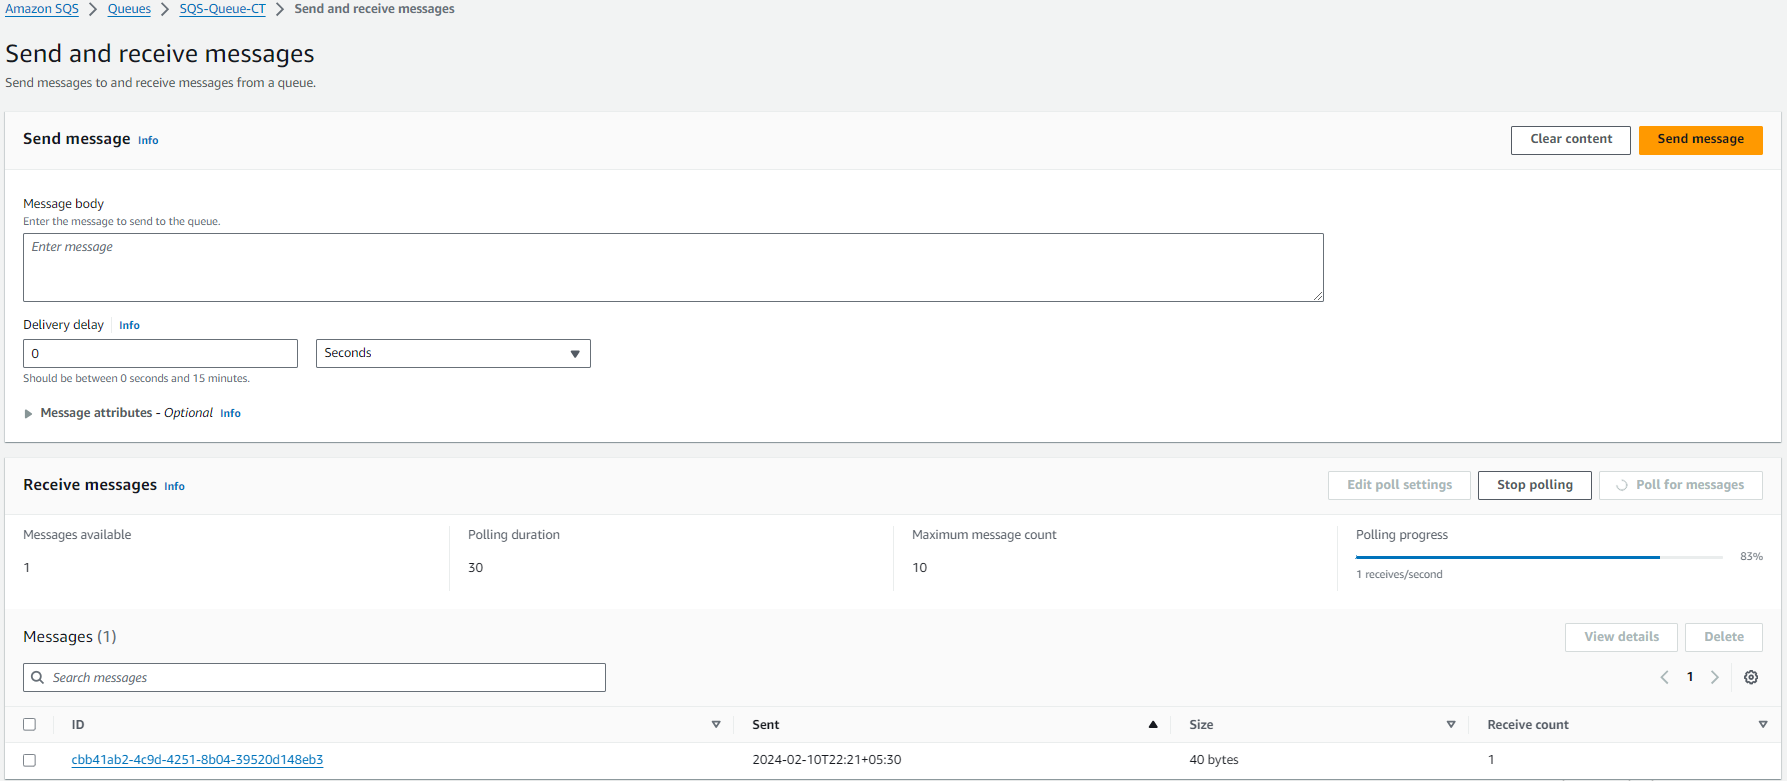 Amazon SQS > Queues > SQS-Queue-CT > Send and receive messages
Send and receive messages
Send messages to and receive messages from a queue.
Send message Info
Clear content
Send message
Message body
Enter the message to send to the queue.
Enter message
Delivery delay Info
0
Seconds
Should be between 0 seconds and 15 minutes.
Message attributes - Optional Info
Receive messages Info
Edit poll settings
Stop polling
Poll for messages
Messages available
1
Polling duration
30
Maximum message count
10
Polling progress
83%
1 receives/second
Messages (1)
View details
Delete
Search messages
1
ID Sent Size Receive count
cbb41ab2-4c9d-4251-8b04-39520d148eb3 2024-02-10T22:21+05:30 40 bytes 1